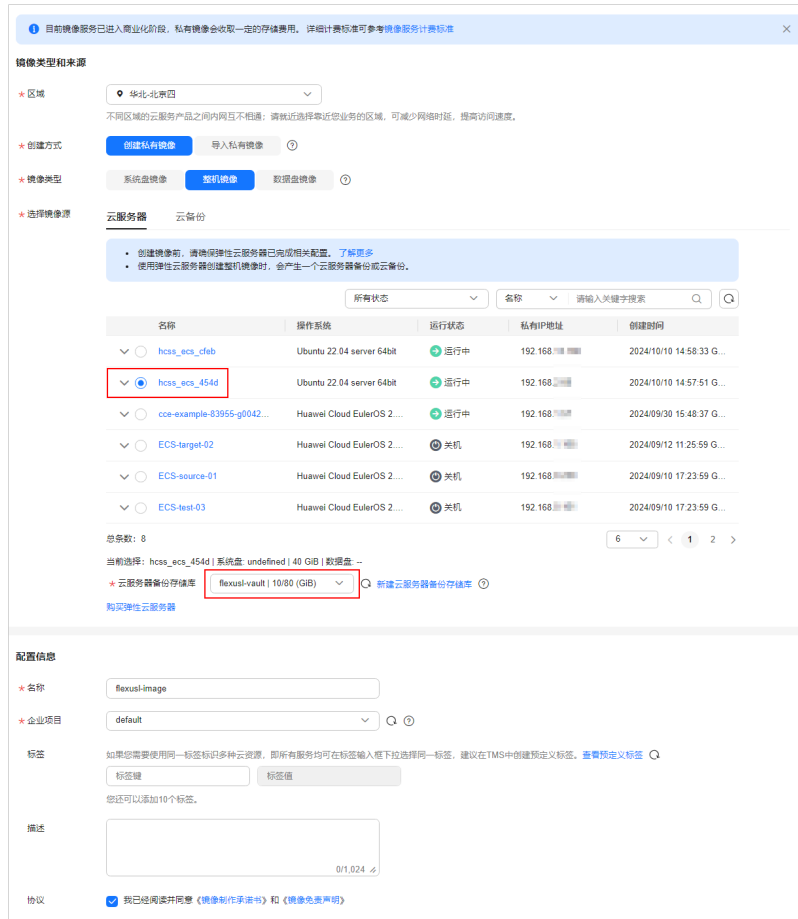 目前镜像服务已进入商业化阶段，私有镜像会收取一定的存储费用。 详细计费标准可参考镜像服务计费标准
镜像类型和来源
* 区域 华北-北京四
不同区域的云服务产品之间内网互不相通；请就近选择靠近您业务的区域，可减少网络时延，提高访问速度。
* 创建方式 创建私有镜像 导入私有镜像
* 镜像类型 系统盘镜像 整机镜像 数据盘镜像
* 选择镜像源 云服务器 云备份
• 创建镜像前，请确保弹性云服务器已完成相关配置。 了解更多
• 使用弹性云服务器创建整机镜像时，会产生一个云服务器备份或云备份。
所有状态 名称 请输入关键字搜索
名称 操作系统 运行状态 私有IP地址 创建时间
hcss_ecs_cfeb Ubuntu 22.04 server 64bit 运行中 192.168. 2024/10/10 14:58:33 G...
hcss_ecs_454d Ubuntu 22.04 server 64bit 运行中 192.168. 2024/10/10 14:57:51 G...
cce-example-83955-g0042... Huawei Cloud EulerOS 2.... 运行中 192.168. 2024/09/30 15:48:37 G...
ECS-target-02 Huawei Cloud EulerOS 2.... 关机 192.168. 2024/09/12 11:25:59 G...
ECS-source-01 Huawei Cloud EulerOS 2.... 关机 192.168. 2024/09/10 17:23:59 G...
ECS-test-03 Huawei Cloud EulerOS 2.... 关机 192.168. 2024/09/10 17:23:59 G...
总条数：8 6 < 1 2 >
当前选择：hcss_ecs_454d | 系统盘: undefined | 40 GiB | 数据盘: --
* 云服务器备份存储库 flexusl-vault | 10/80 (GiB) 新建云服务器备份存储库
购买弹性云服务器
配置信息
* 名称 flexusl-image
* 企业项目 default
标签 如果您需要使用同一标签标识多种云资源，即所有服务均可在标签输入框下拉选择同一标签，建议在TMS中创建预定义标签。查看预定义标签
标签键 标签值
您还可以添加10个标签。
描述
0/1,024
协议 我已经阅读并同意《镜像制作承诺书》和《镜像免责声明》